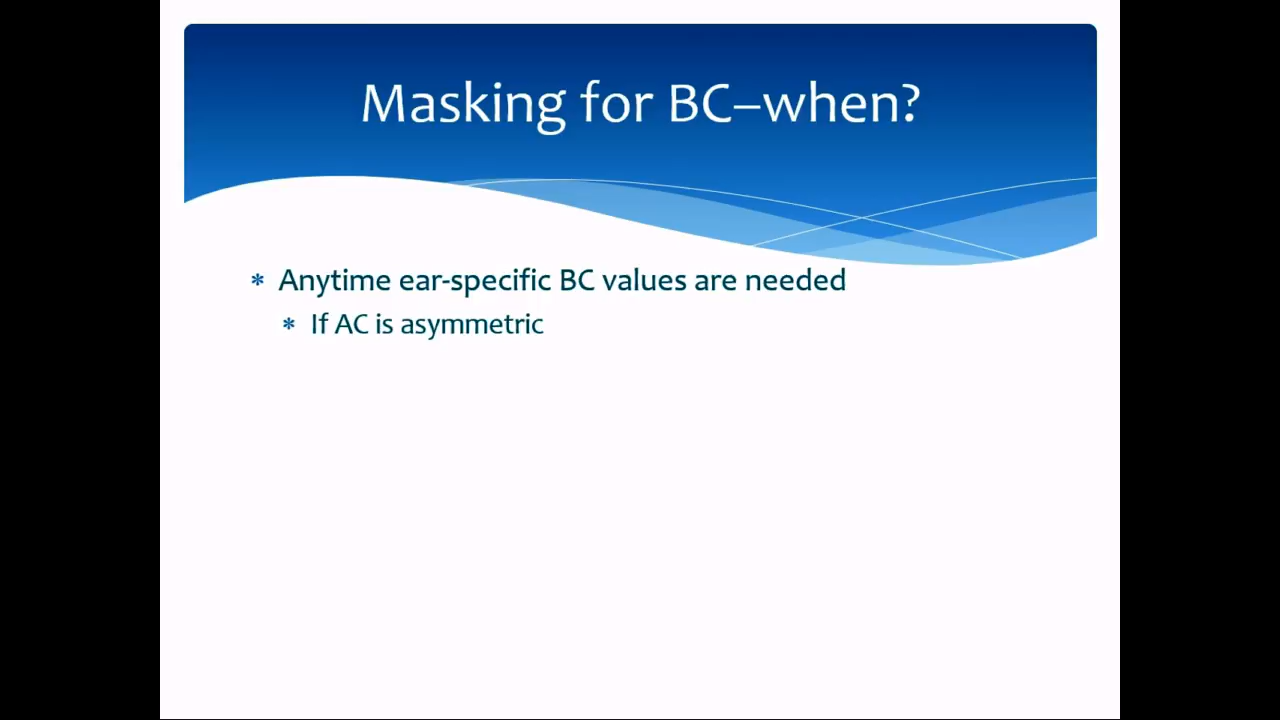 Masking for BC–when?
* Anytime ear-specific BC values are needed
* If AC is asymmetric